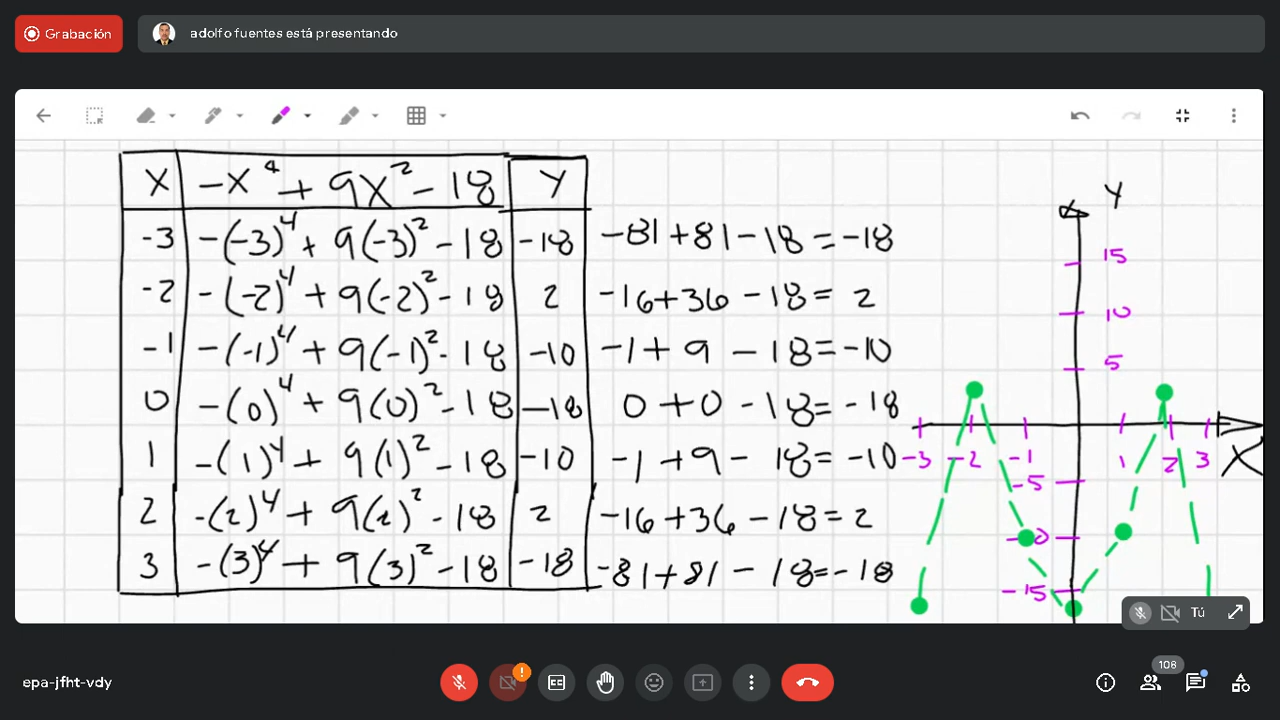 Grabación
adolfo fuentes está presentando
X -X⁴ + 9X² - 18 Y
-3 -(-3)⁴ + 9(-3)² - 18 -18 -81 + 81 - 18 = -18
-2 -(-2)⁴ + 9(-2)² - 18 2 -16 + 36 - 18 = 2
-1 -(-1)⁴ + 9(-1)² - 18 -10 -1 + 9 - 18 = -10
0 -(0)⁴ + 9(0)² - 18 -18 0 + 0 - 18 = -18
1 -(1)⁴ + 9(1)² - 18 -10 -1 + 9 - 18 = -10
2 -(2)⁴ + 9(2)² - 18 2 -16 + 36 - 18 = 2
3 -(3)⁴ + 9(3)² - 18 -18 -81 + 81 - 18 = -18
Y
15
10
5
-3 -2 -1 1 2 3 X
-5
-15
Tú
epa-jfht-vdy
108